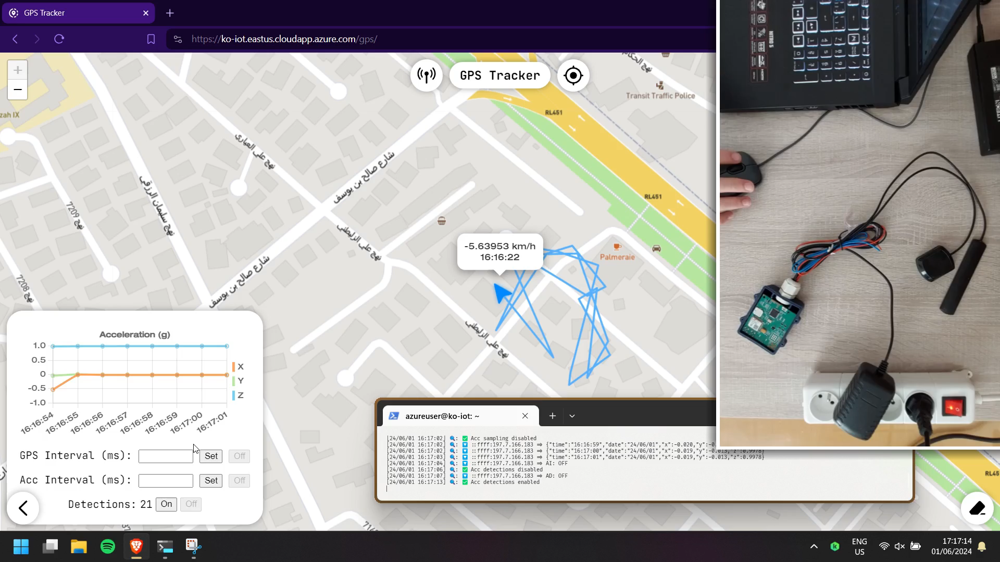 GPS Tracker
https://ko-iot.eastus.cloudapp.azure.com/gps/
GPS Tracker
Transit Traffic Police
RL451
RL451
zah IX
نهج علي العياري
شارع صالح بن يوسف
نهج سليمان الرزقي
7209 نهج
نهج علي الزليطني
-5.63953 km/h
16:16:22
Palmeraie
شارع صالح بن يوسف
7208 نهج
نهج علي الزليطني
Acceleration (g)
1.0
0.5
0
-0.5
-1.0
X
Y
Z
16:16:54
16:16:55
16:16:56
16:16:57
16:16:58
16:16:59
16:17:00
16:17:01
GPS Interval (ms): Set Off
Acc Interval (ms): Set Off
Detections: 21 On Off
azureuser@ko-iot: ~
[24/06/01 16:17:02] Acc sampling disabled
[24/06/01 16:17:02] ::ffff:197.7.166.183 ⇒ {"time":"16:16:59","date":"24/06/01","x":-0.020,"y":-0.
[24/06/01 16:17:02] ::ffff:197.7.166.183 ⇒ {"time":"16:17:00","date":"24/06/01","x":-0.019,"y":-0.013,"z":0.9978}
[24/06/01 16:17:03] ::ffff:197.7.166.183 ⇒ {"time":"16:17:01","date":"24/06/01","x":-0.019,"y":-0.013,"z":0.9978}
[24/06/01 16:17:04] ::ffff:197.7.166.183 ⇒ AI: OFF
[24/06/01 16:17:06] Acc detections disabled
[24/06/01 16:17:07] ::ffff:197.7.166.183 ⇒ AD: OFF
[24/06/01 16:17:13] Acc detections enabled
RL45
NITRO 5
ENG
US
17:17:14
01/06/2024